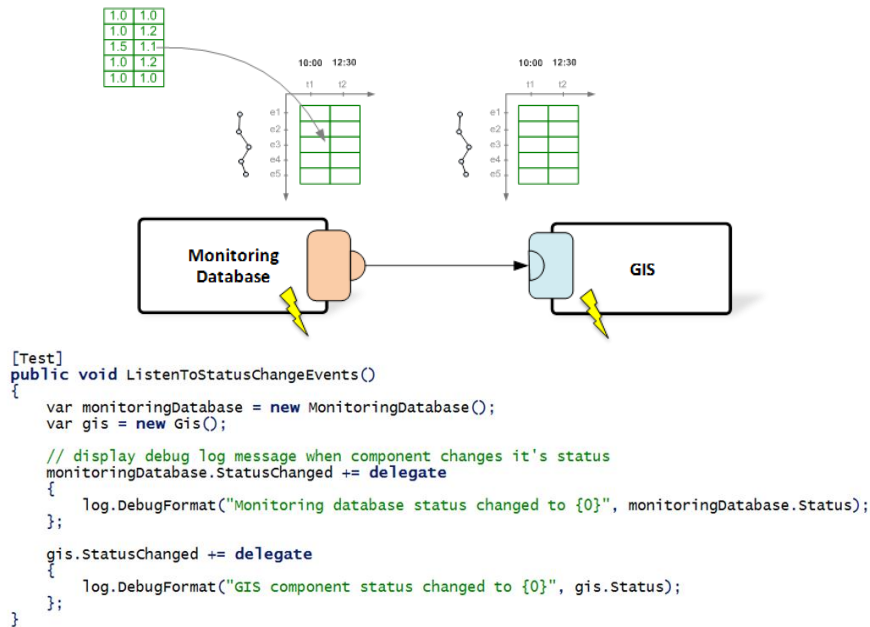 1.0 1.0
1.0 1.2
1.5 1.1
1.0 1.2
1.0 1.0
10:00 12:30
t1 t2
e1
e2
e3
e4
e5
10:00 12:30
t1 t2
e1
e2
e3
e4
e5
Monitoring
Database
GIS
[Test]
public void ListenToStatusChangeEvents()
{
    var monitoringDatabase = new MonitoringDatabase();
    var gis = new Gis();
    // display debug log message when component changes it's status
    monitoringDatabase.StatusChanged += delegate
    {
        log.DebugFormat("Monitoring database status changed to {0}", monitoringDatabase.Status);
    };
    gis.StatusChanged += delegate
    {
        log.DebugFormat("GIS component status changed to {0}", gis.Status);
    };
}